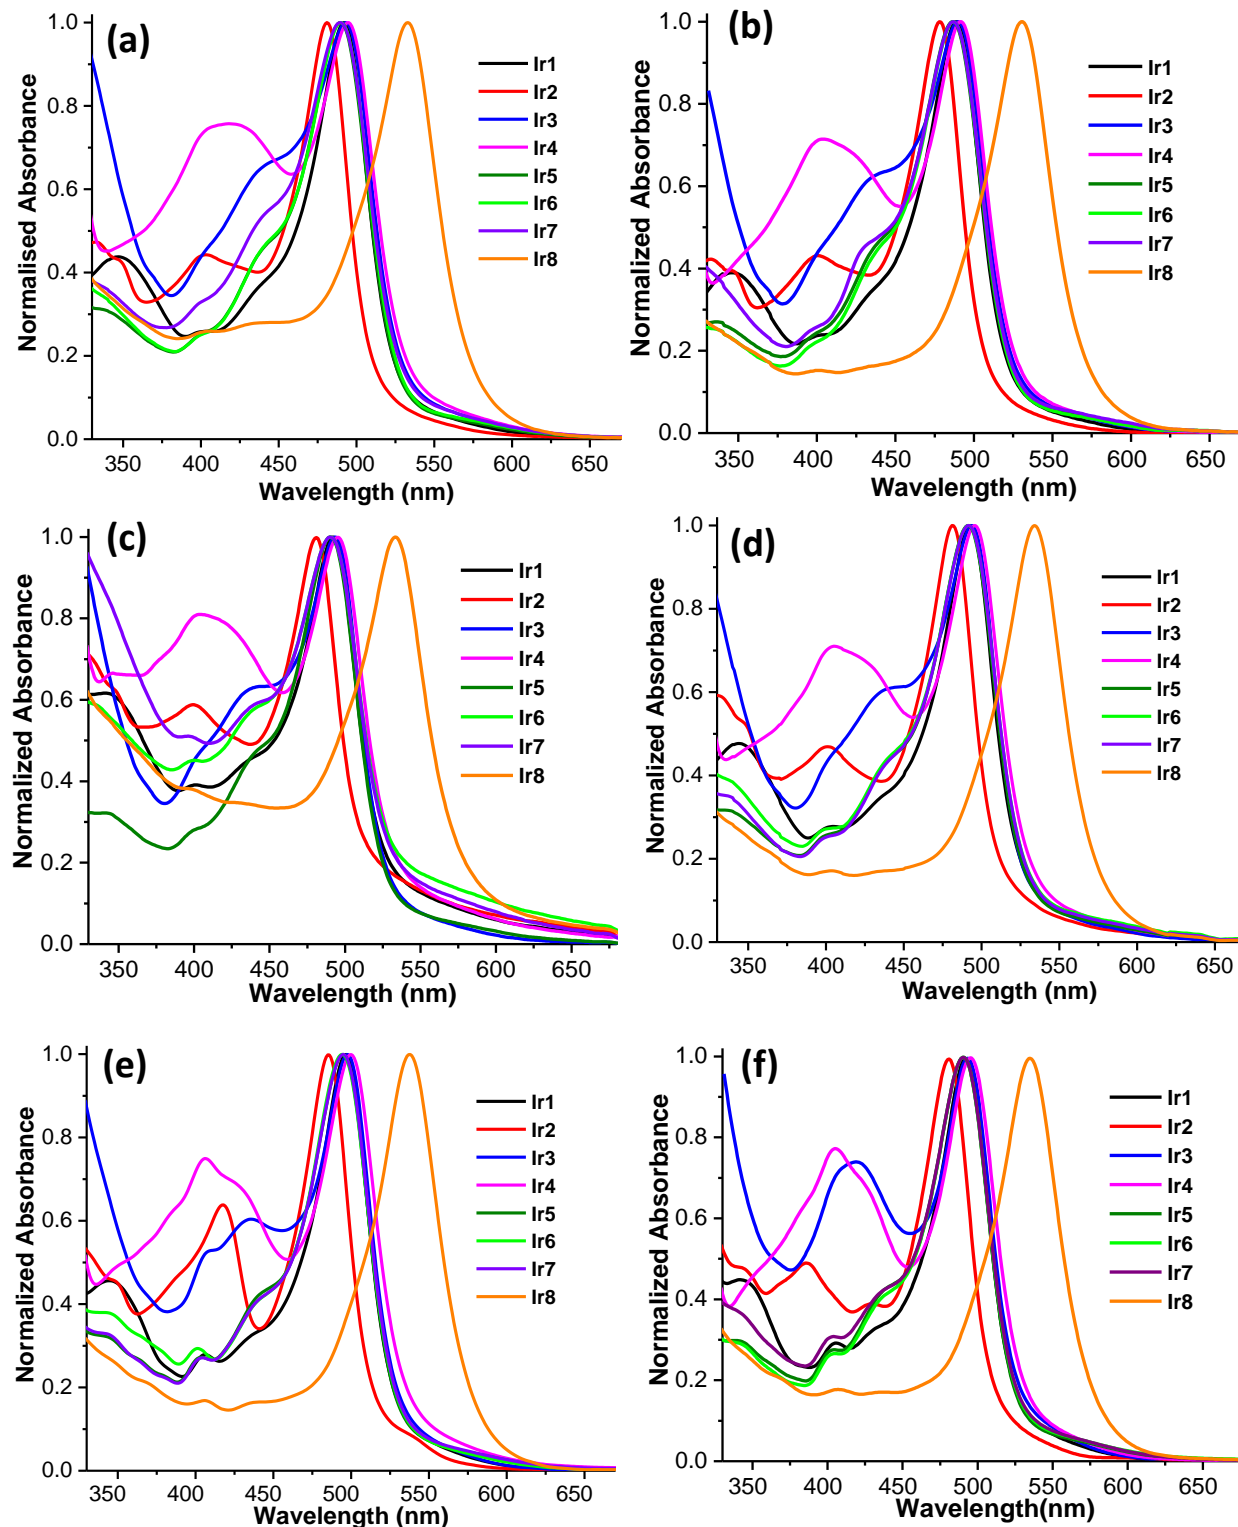 (a)
Normalised Absorbance
1.0
0.8
0.6
0.4
0.2
0.0
350 400 450 500 550 600 650
Wavelength (nm)
Ir1
Ir2
Ir3
Ir4
Ir5
Ir6
Ir7
Ir8
(b)
Normalized Absorbance
1.0
0.8
0.6
0.4
0.2
0.0
350 400 450 500 550 600 650
Wavelength (nm)
Ir1
Ir2
Ir3
Ir4
Ir5
Ir6
Ir7
Ir8
(c)
Normalized Absorbance
1.0
0.8
0.6
0.4
0.2
0.0
350 400 450 500 550 600 650
Wavelength (nm)
Ir1
Ir2
Ir3
Ir4
Ir5
Ir6
Ir7
Ir8
(d)
Normalized Absorbance
1.0
0.8
0.6
0.4
0.2
0.0
350 400 450 500 550 600 650
Wavelength (nm)
Ir1
Ir2
Ir3
Ir4
Ir5
Ir6
Ir7
Ir8
(e)
Normalized Absorbance
1.0
0.8
0.6
0.4
0.2
0.0
350 400 450 500 550 600 650
Wavelength (nm)
Ir1
Ir2
Ir3
Ir4
Ir5
Ir6
Ir7
Ir8
(f)
Normalized Absorbance
1.0
0.8
0.6
0.4
0.2
0.0
350 400 450 500 550 600 650
Wavelength(nm)
Ir1
Ir2
Ir3
Ir4
Ir5
Ir6
Ir7
Ir8